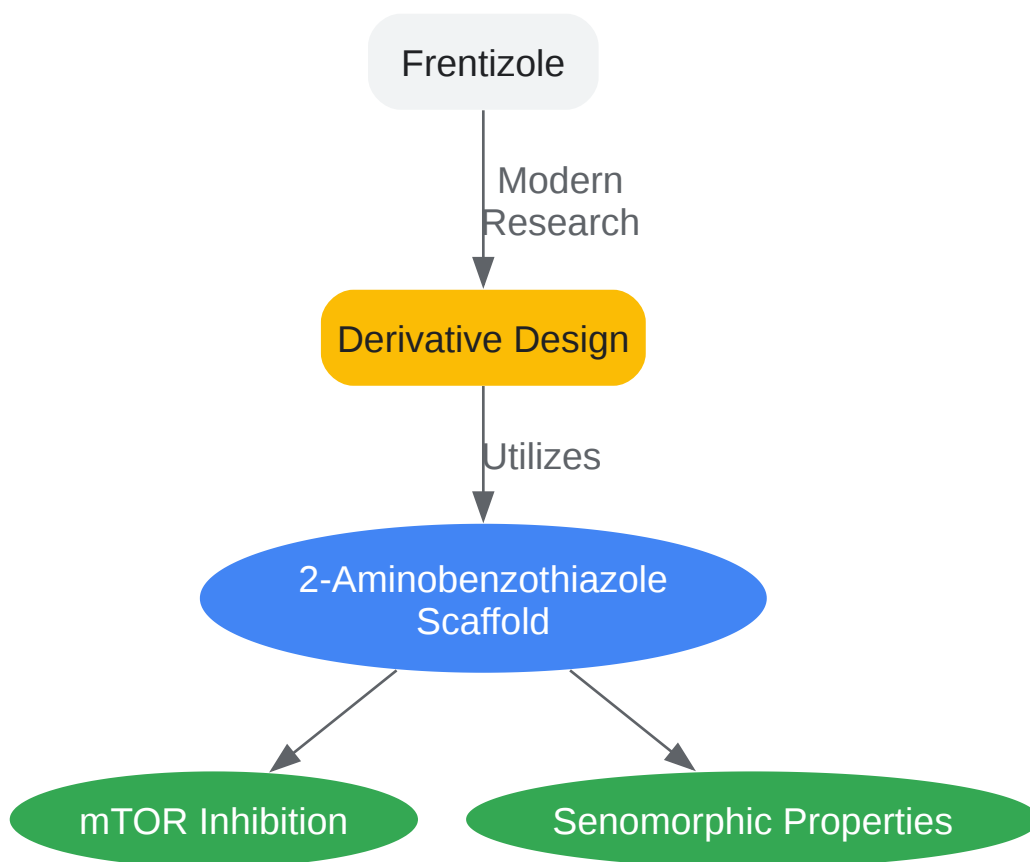 Frentizole
Modern
Research
Derivative Design
Utilizes
2-Aminobenzothiazole
Scaffold
mTOR Inhibition
Senomorphic Properties